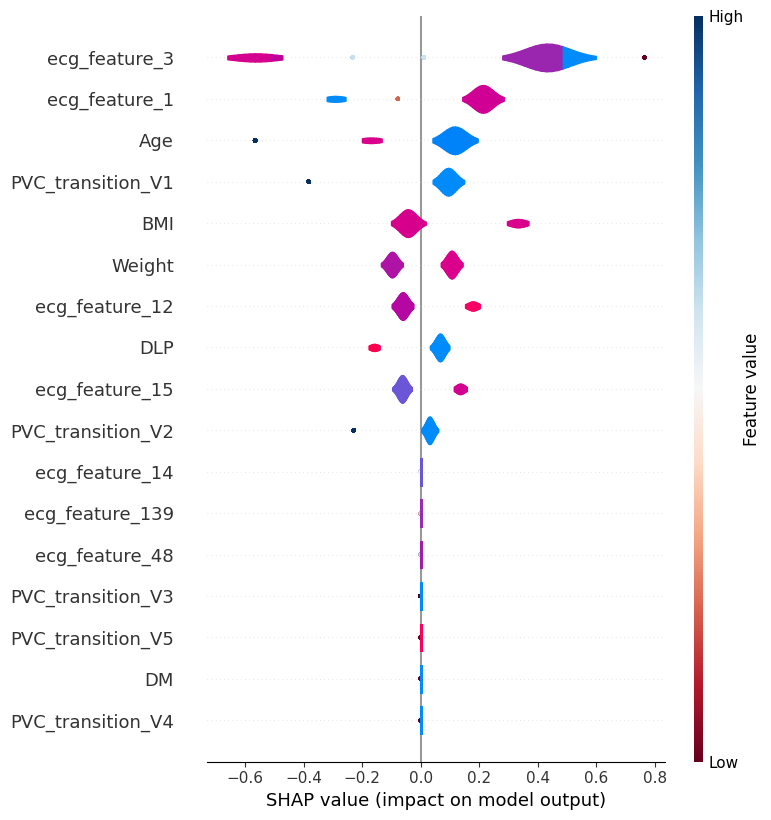 High
ecg_feature_3
ecg_feature_1
Age
PVC_transition_V1
BMI
Weight
ecg_feature_12
DLP
ecg_feature_15
PVC_transition_V2
ecg_feature_14
ecg_feature_139
ecg_feature_48
PVC_transition_V3
PVC_transition_V5
DM
PVC_transition_V4
Feature value
Low
−0.6 −0.4 −0.2 0.0 0.2 0.4 0.6 0.8
SHAP value (impact on model output)